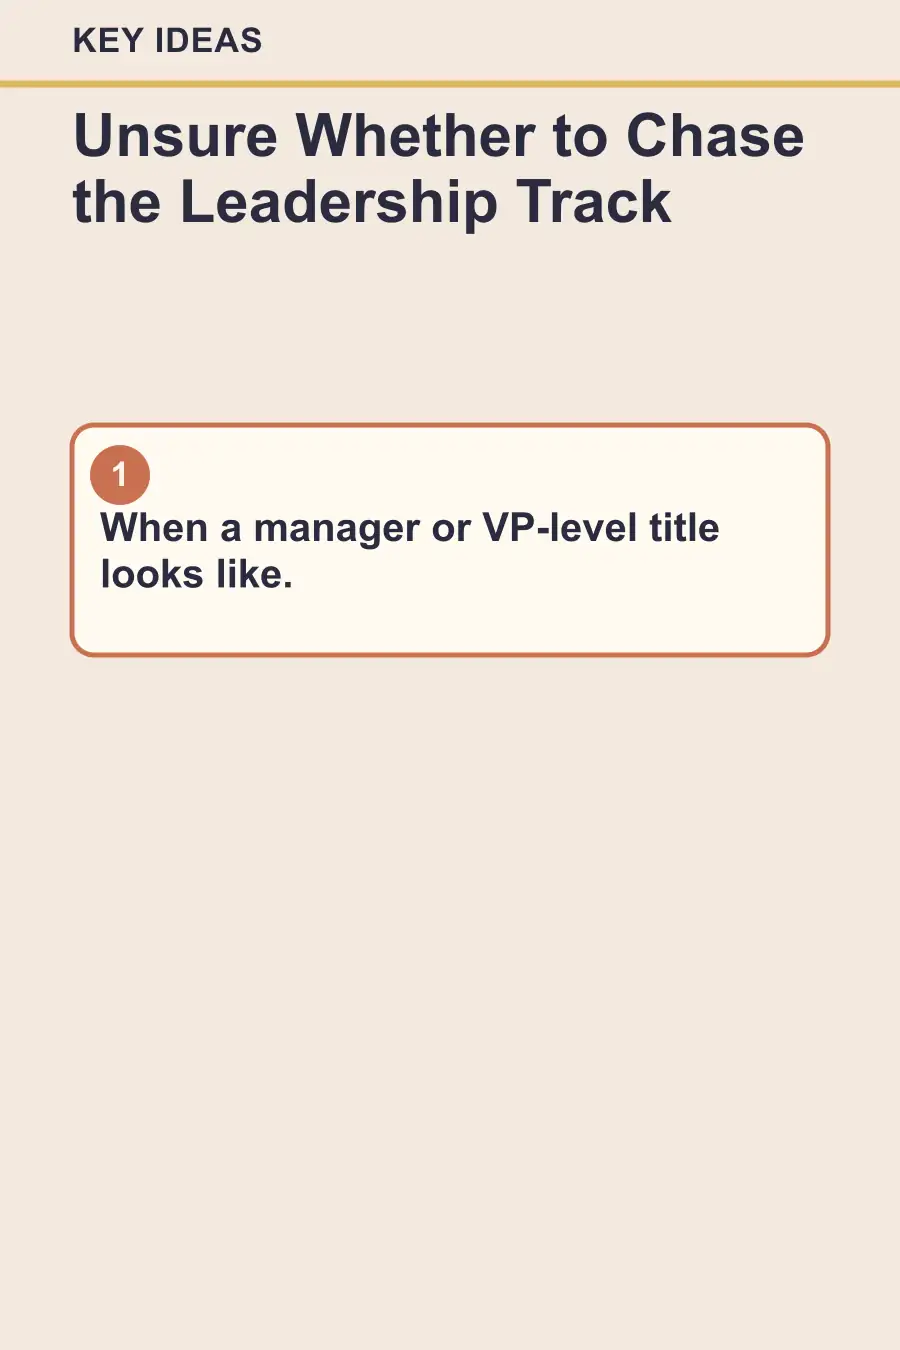 KEY IDEAS
Unsure Whether to Chase
the Leadership Track
1
When a manager or VP-level title
looks like.